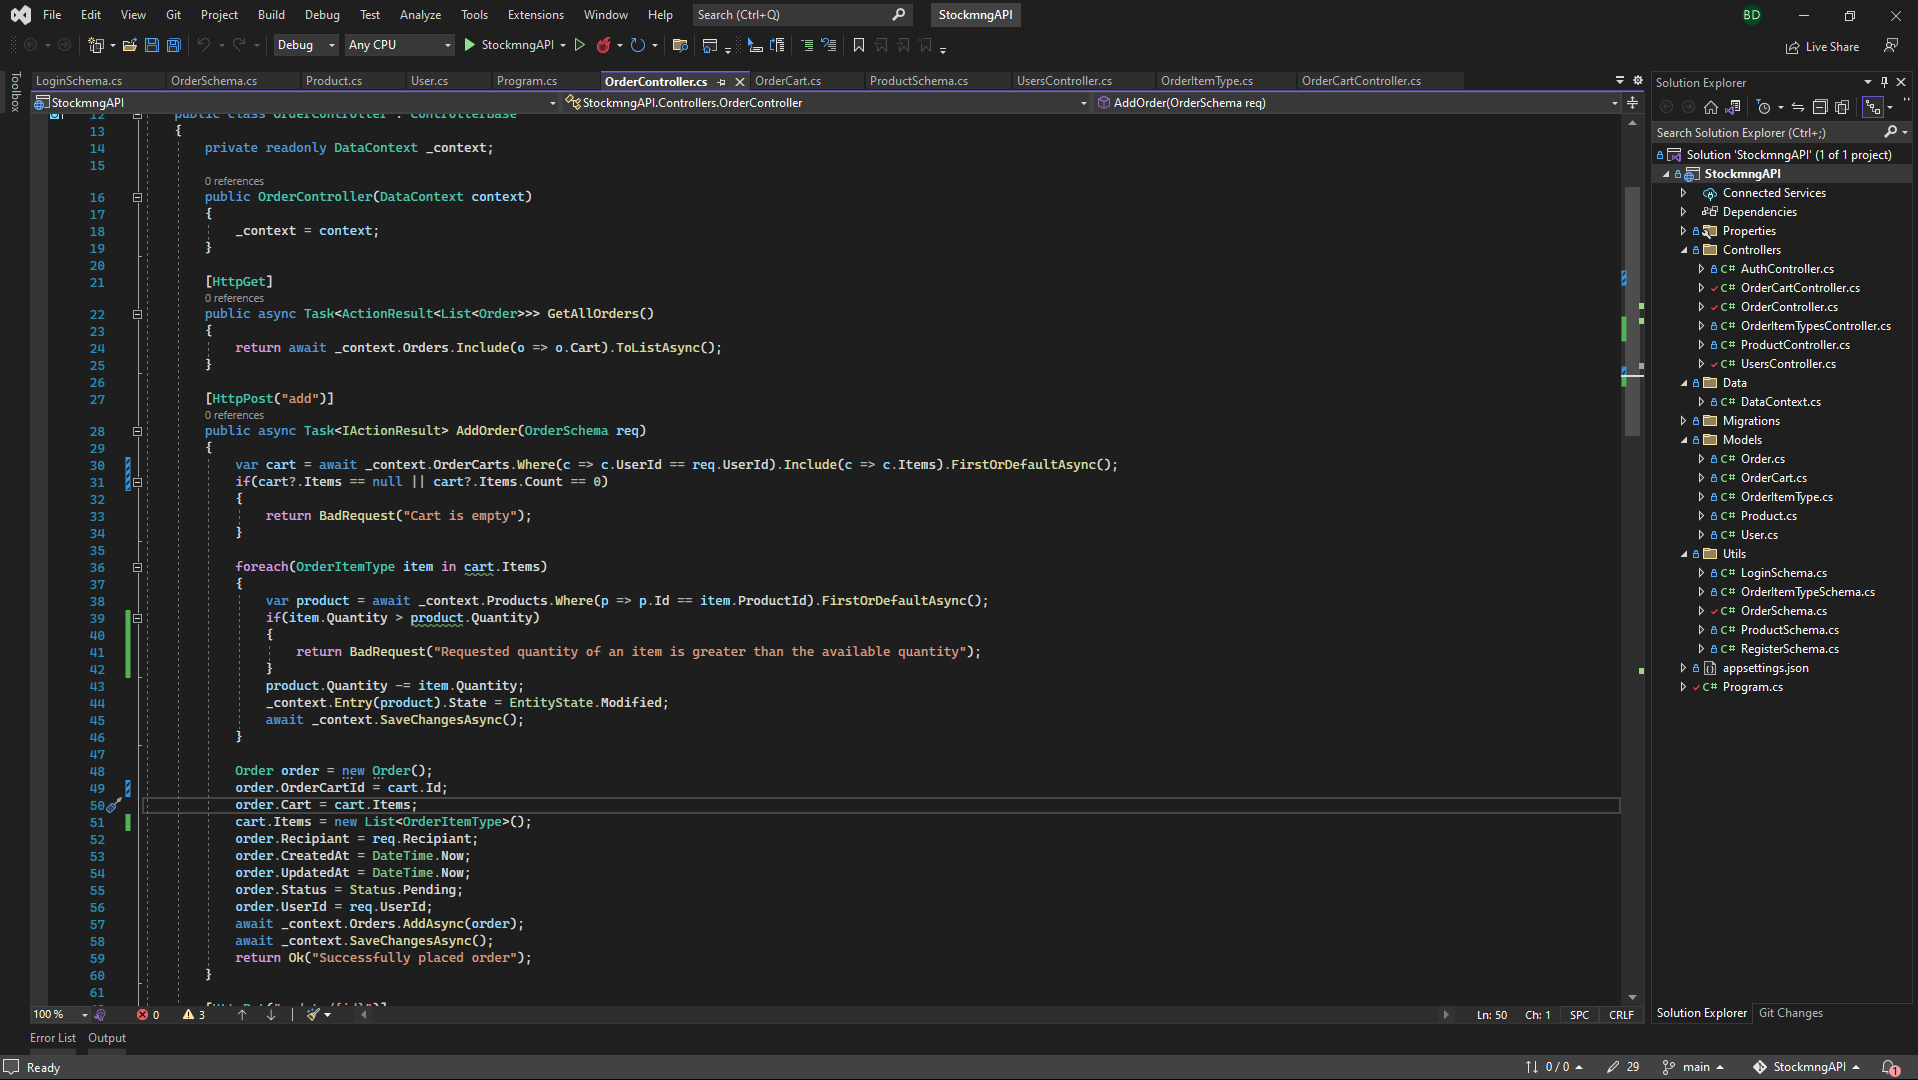 File Edit View Git Project Build Debug Test Analyze Tools Extensions Window Help Search (Ctrl+Q) StockmngAPI BD
Debug Any CPU StockmngAPI Live Share
Toolbox
LoginSchema.cs OrderSchema.cs Product.cs User.cs Program.cs OrderController.cs OrderCart.cs ProductSchema.cs UsersController.cs OrderItemType.cs OrderCartController.cs
StockmngAPI StockmngAPI.Controllers.OrderController AddOrder(OrderSchema req)
12 public class OrderController : ControllerBase
13 {
14 private readonly DataContext _context;
15
0 references
16 public OrderController(DataContext context)
17 {
18 _context = context;
19 }
20
21 [HttpGet]
0 references
22 public async Task<ActionResult<List<Order>>> GetAllOrders()
23 {
24 return await _context.Orders.Include(o => o.Cart).ToListAsync();
25 }
26
27 [HttpPost("add")]
0 references
28 public async Task<IActionResult> AddOrder(OrderSchema req)
29 {
30 var cart = await _context.OrderCarts.Where(c => c.UserId == req.UserId).Include(c => c.Items).FirstOrDefaultAsync();
31 if(cart?.Items == null || cart?.Items.Count == 0)
32 {
33 return BadRequest("Cart is empty");
34 }
35
36 foreach(OrderItemType item in cart.Items)
37 {
38 var product = await _context.Products.Where(p => p.Id == item.ProductId).FirstOrDefaultAsync();
39 if(item.Quantity > product.Quantity)
40 {
41 return BadRequest("Requested quantity of an item is greater than the available quantity");
42 }
43 product.Quantity -= item.Quantity;
44 _context.Entry(product).State = EntityState.Modified;
45 await _context.SaveChangesAsync();
46 }
47
48 Order order = new Order();
49 order.OrderCartId = cart.Id;
50 order.Cart = cart.Items;
51 cart.Items = new List<OrderItemType>();
52 order.Recipiant = req.Recipiant;
53 order.CreatedAt = DateTime.Now;
54 order.UpdatedAt = DateTime.Now;
55 order.Status = Status.Pending;
56 order.UserId = req.UserId;
57 await _context.Orders.AddAsync(order);
58 await _context.SaveChangesAsync();
59 return Ok("Successfully placed order");
60 }
61
100 % 0 3 Ln: 50 Ch: 1 SPC CRLF
Error List Output
Solution Explorer
Search Solution Explorer (Ctrl+;)
Solution 'StockmngAPI' (1 of 1 project)
StockmngAPI
Connected Services
Dependencies
Properties
Controllers
C# AuthController.cs
C# OrderCartController.cs
C# OrderController.cs
C# OrderItemTypesController.cs
C# ProductController.cs
C# UsersController.cs
Data
C# DataContext.cs
Migrations
Models
C# Order.cs
C# OrderCart.cs
C# OrderItemType.cs
C# Product.cs
C# User.cs
Utils
C# LoginSchema.cs
C# OrderItemTypeSchema.cs
C# OrderSchema.cs
C# ProductSchema.cs
C# RegisterSchema.cs
appsettings.json
C# Program.cs
Solution Explorer Git Changes
Ready 0 / 0 29 main StockmngAPI 1